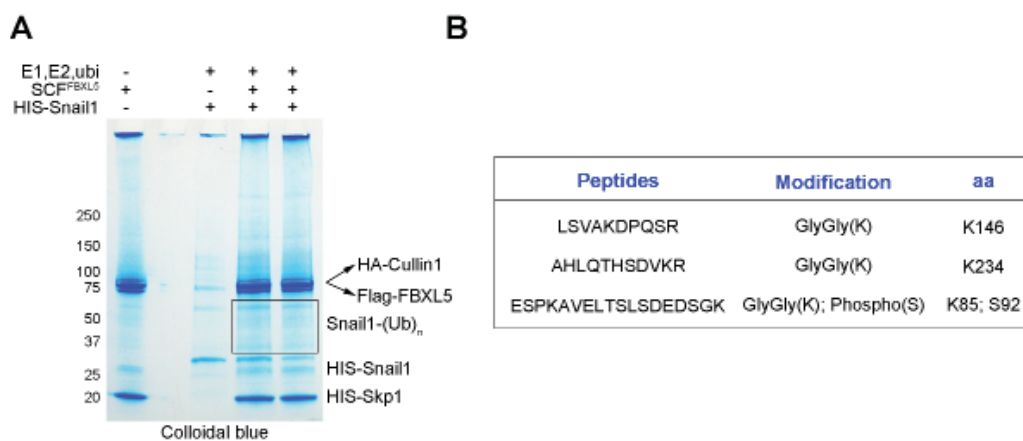 A
B
E1,E2,ubi - + + +
SCF^FBXL5 + - + +
HIS-Snail1 - + + +
250
150
100
75
50
37
25
20
HA-Cullin1
Flag-FBXL5
Snail1-(Ub)n
HIS-Snail1
HIS-Skp1
Colloidal blue
Peptides Modification aa
LSVAKDPQSR GlyGly(K) K146
AHLQTHSDVKR GlyGly(K) K234
ESPKAVELTSLSDEDSGK GlyGly(K); Phospho(S) K85; S92